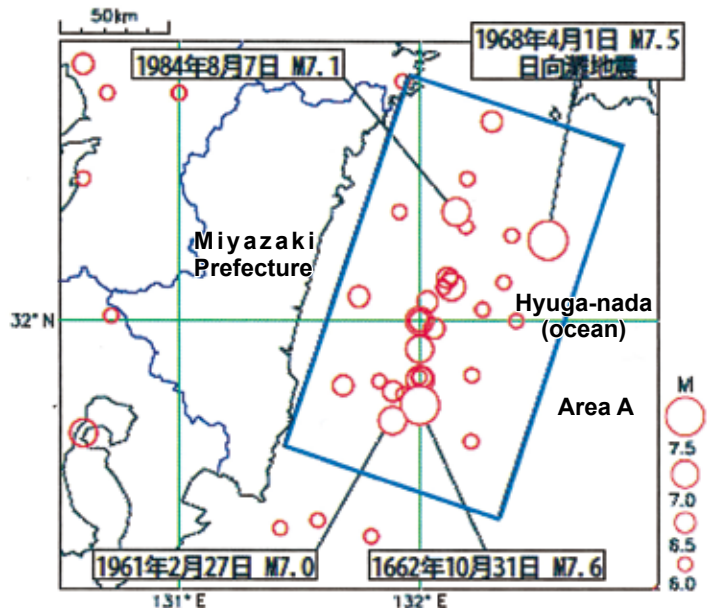 50km
1968年4月1日 M7.5
日向灘地震
1984年8月7日 M7.1
Miyazaki
Prefecture
Hyuga-nada
(ocean)
32°N
Area A
M
7.5
7.0
6.5
6.0
1961年2月27日 M7.0
1662年10月31日 M7.6
131°E
132°E